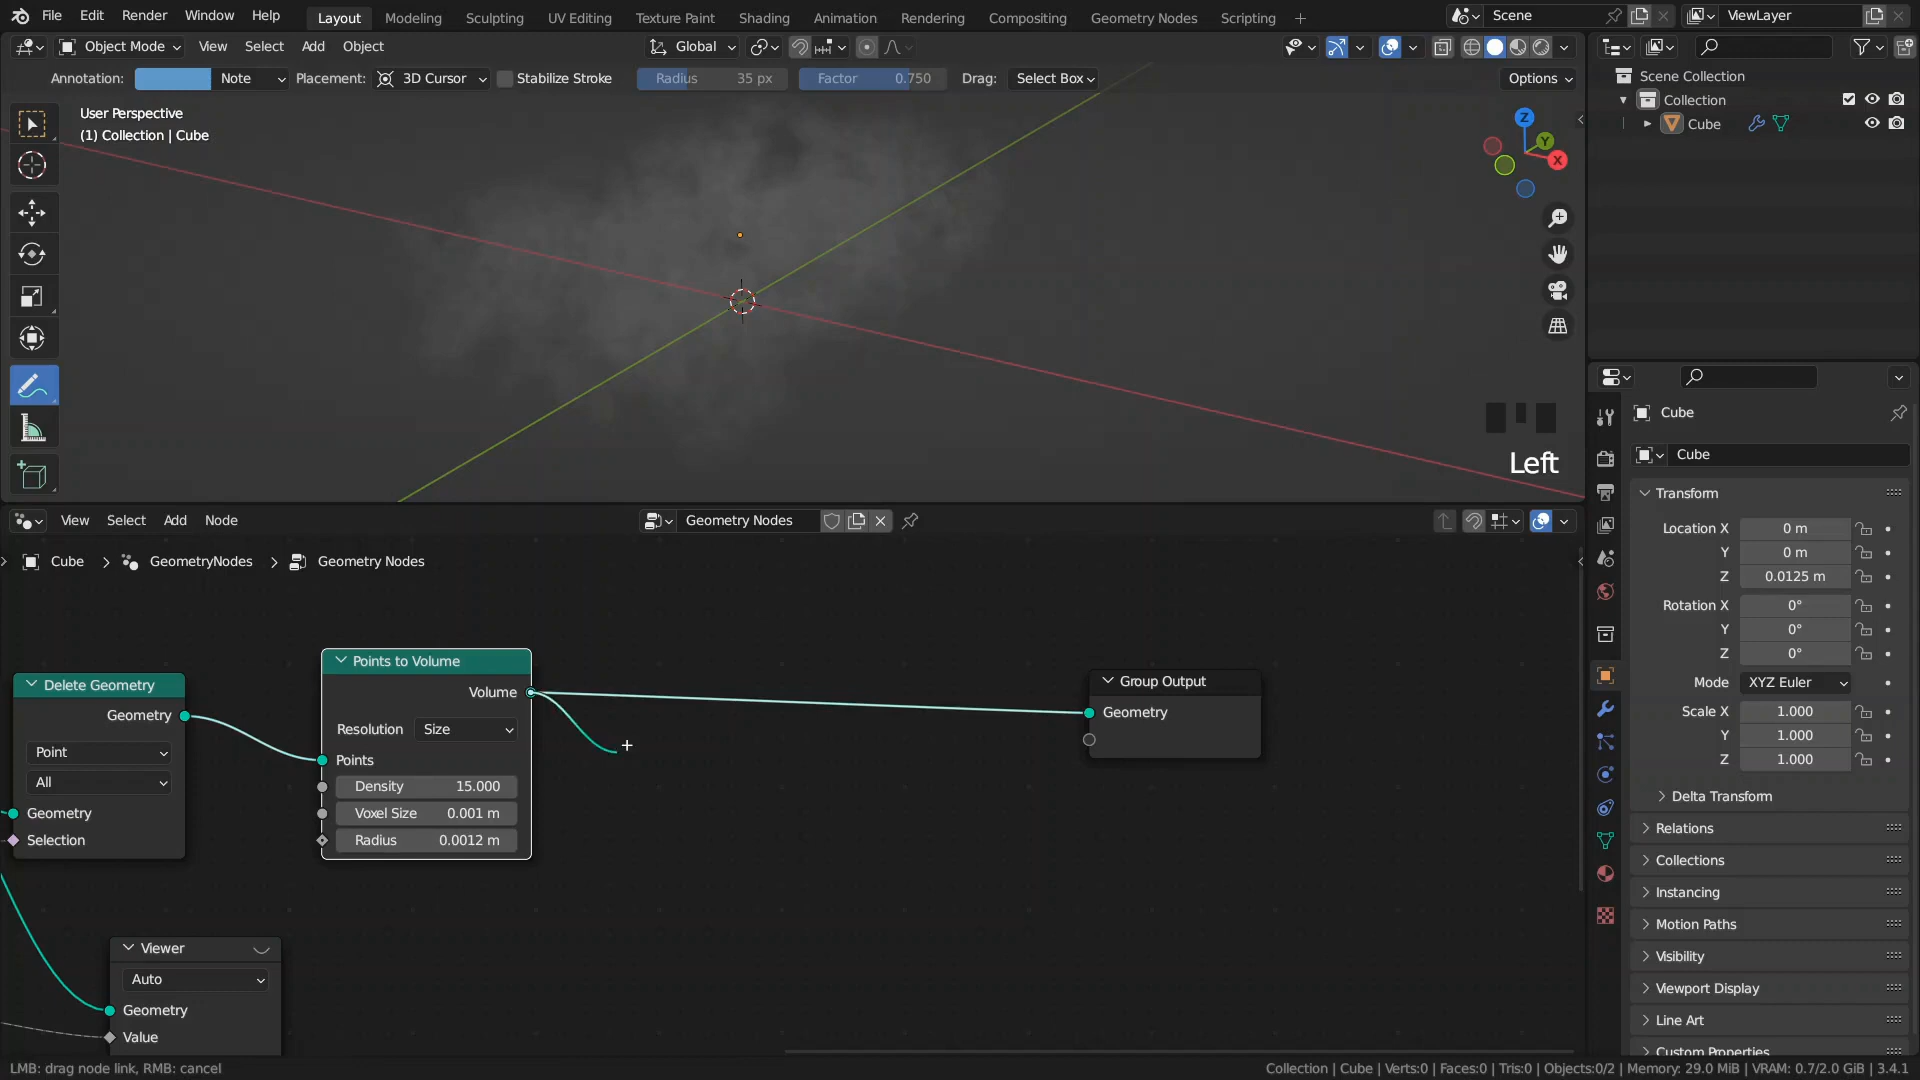 File Edit Render Window Help Layout Modeling Sculpting UV Editing Texture Paint Shading Animation Rendering Compositing Geometry Nodes Scripting + Scene ViewLayer
Object Mode View Select Add Object Global
Annotation: Note Placement: 3D Cursor Stabilize Stroke Radius 35 px Factor 0.750 Drag: Select Box Options
Scene Collection
Collection
Cube
User Perspective
(1) Collection | Cube
Z
Y
X
Left
Cube
Cube
Transform
Location X 0 m
Y 0 m
Z 0.0125 m
Rotation X 0°
Y 0°
Z 0°
Mode XYZ Euler
Scale X 1.000
Y 1.000
Z 1.000
Delta Transform
Relations
Collections
Instancing
Motion Paths
Visibility
Viewport Display
Line Art
Custom Properties
View Select Add Node Geometry Nodes
Cube > GeometryNodes > Geometry Nodes
Delete Geometry
Geometry
Point
All
Geometry
Selection
Points to Volume
Volume
Resolution Size
Points
Density 15.000
Voxel Size 0.001 m
Radius 0.0012 m
Group Output
Geometry
Viewer
Auto
Geometry
Value
LMB: drag node link, RMB: cancel
Collection | Cube | Verts:0 | Faces:0 | Tris:0 | Objects:0/2 | Memory: 29.0 MiB | VRAM: 0.7/2.0 GiB | 3.4.1